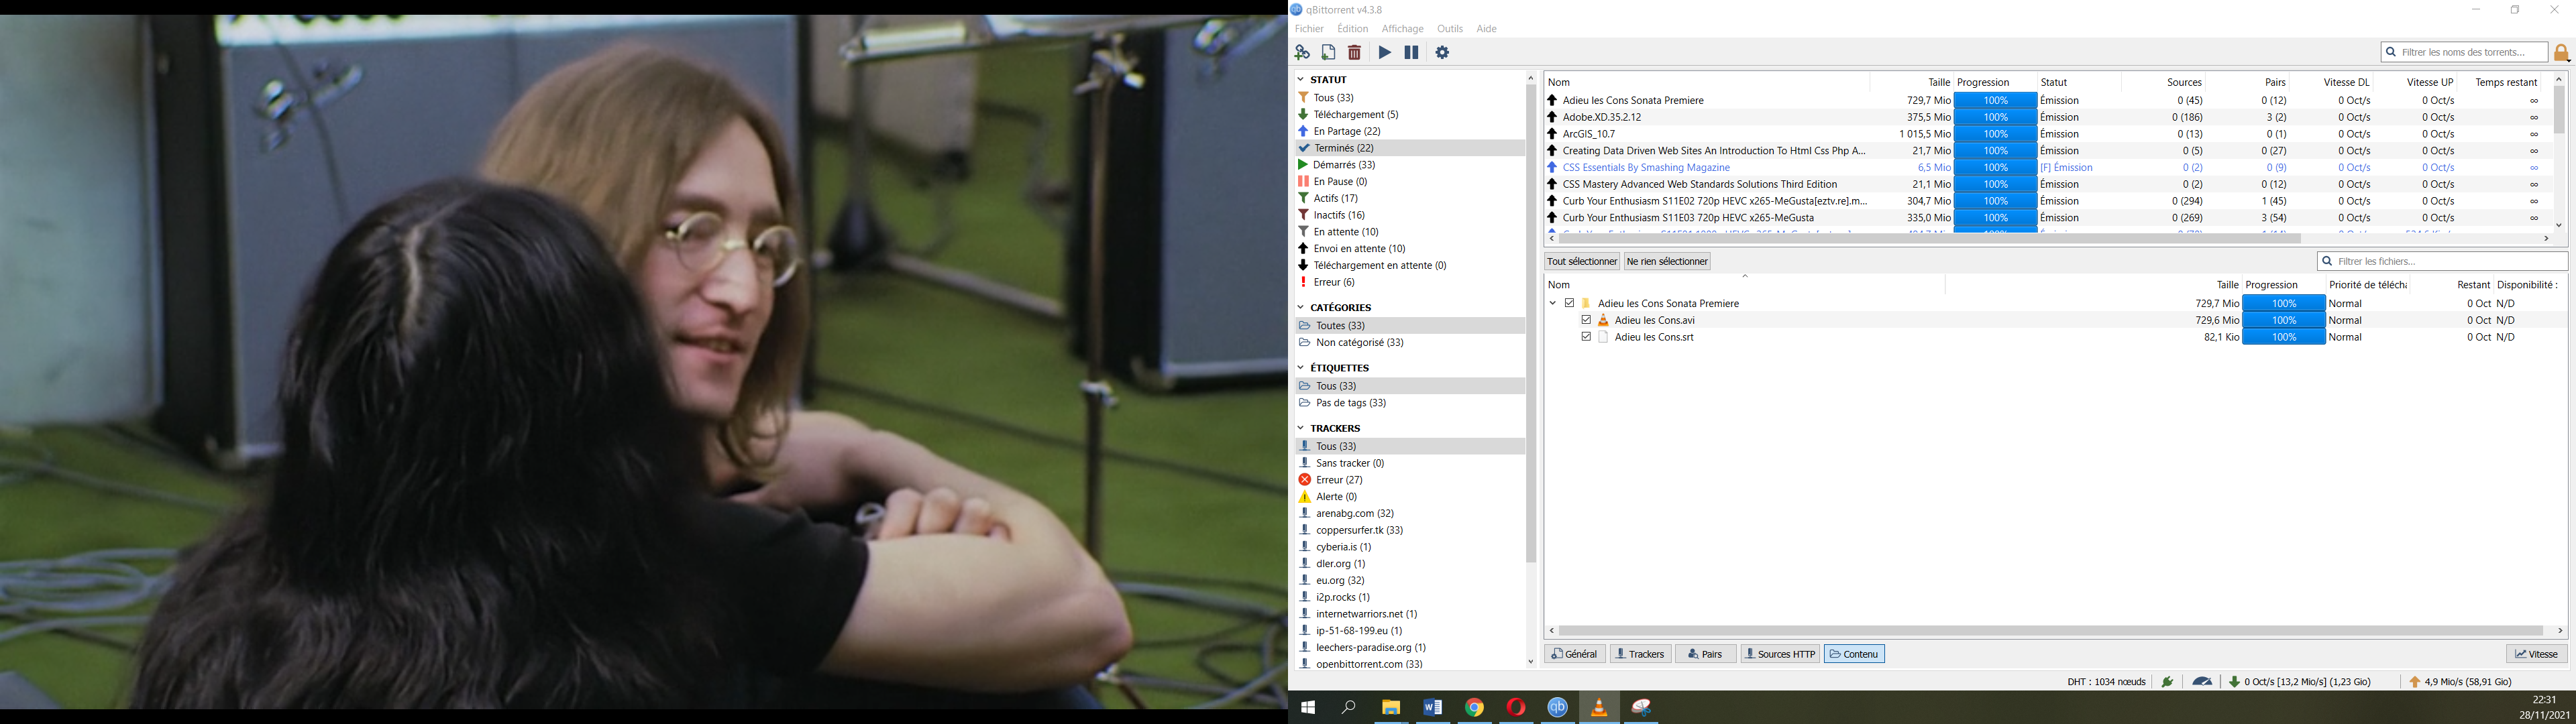 qBittorrent v4.3.8
Fichier Édition Affichage Outils Aide
Filtrer les noms des torrents...
STATUT
Tous (33)
Téléchargement (5)
En Partage (22)
Terminés (22)
Démarrés (33)
En Pause (0)
Actifs (17)
Inactifs (16)
En attente (10)
Envoi en attente (10)
Téléchargement en attente (0)
Erreur (6)
CATÉGORIES
Toutes (33)
Non catégorisé (33)
ÉTIQUETTES
Tous (33)
Pas de tags (33)
TRACKERS
Tous (33)
Sans tracker (0)
Erreur (27)
Alerte (0)
arenabg.com (32)
coppersurfer.tk (33)
cyberia.is (1)
dler.org (1)
eu.org (32)
i2p.rocks (1)
internetwarriors.net (1)
ip-51-68-199.eu (1)
leechers-paradise.org (1)
openbittorrent.com (33)
Nom Taille Progression Statut Sources Pairs Vitesse DL Vitesse UP Temps restant
Adieu les Cons Sonata Premiere 729,7 Mio 100% Émission 0 (45) 0 (12) 0 Oct/s 0 Oct/s ∞
Adobe.XD.35.2.12 375,5 Mio 100% Émission 0 (186) 3 (2) 0 Oct/s 0 Oct/s ∞
ArcGIS_10.7 1 015,5 Mio 100% Émission 0 (13) 0 (1) 0 Oct/s 0 Oct/s ∞
Creating Data Driven Web Sites An Introduction To Html Css Php A... 21,7 Mio 100% Émission 0 (5) 0 (27) 0 Oct/s 0 Oct/s ∞
CSS Essentials By Smashing Magazine 6,5 Mio 100% [F] Émission 0 (2) 0 (9) 0 Oct/s 0 Oct/s ∞
CSS Mastery Advanced Web Standards Solutions Third Edition 21,1 Mio 100% Émission 0 (2) 0 (12) 0 Oct/s 0 Oct/s ∞
Curb Your Enthusiasm S11E02 720p HEVC x265-MeGusta[eztv.re].m... 304,7 Mio 100% Émission 0 (294) 1 (45) 0 Oct/s 0 Oct/s ∞
Curb Your Enthusiasm S11E03 720p HEVC x265-MeGusta 335,0 Mio 100% Émission 0 (269) 3 (54) 0 Oct/s 0 Oct/s ∞
Tout sélectionner Ne rien sélectionner Filtrer les fichiers...
Nom Taille Progression Priorité de télécha Restant Disponibilité :
Adieu les Cons Sonata Premiere 729,7 Mio 100% Normal 0 Oct N/D
Adieu les Cons.avi 729,6 Mio 100% Normal 0 Oct N/D
Adieu les Cons.srt 82,1 Kio 100% Normal 0 Oct N/D
Général Trackers Pairs Sources HTTP Contenu Vitesse
DHT : 1034 nœuds 0 Oct/s [13,2 Mio/s] (1,23 Gio) 4,9 Mio/s (58,91 Gio)
22:31
28/11/2021